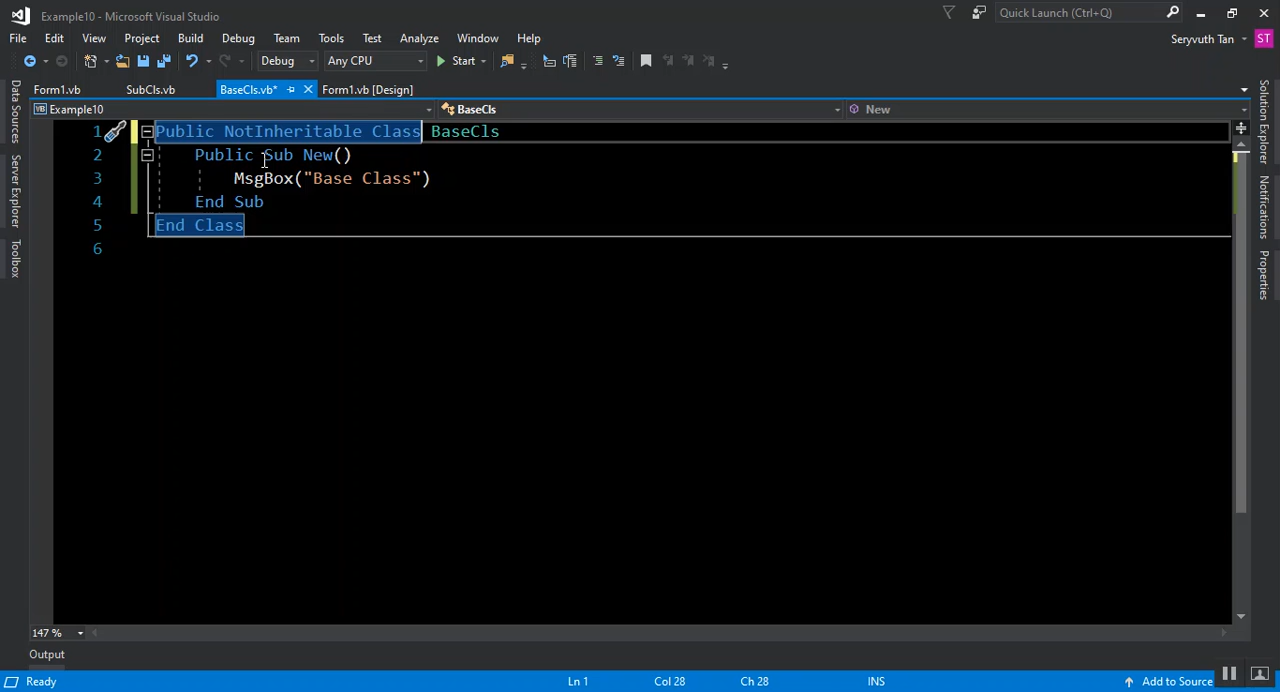 Example10 - Microsoft Visual Studio
Quick Launch (Ctrl+Q)
File Edit View Project Build Debug Team Tools Test Analyze Window Help
Seryvuth Tan ST
Debug Any CPU Start
Form1.vb SubCls.vb BaseCls.vb* Form1.vb [Design]
VB Example10 BaseCls New
Data Sources
Server Explorer
Toolbox
1 Public NotInheritable Class BaseCls
2 Public Sub New()
3 MsgBox("Base Class")
4 End Sub
5 End Class
6
Solution Explorer
Notifications
Properties
147 %
Output
Ready Ln 1 Col 28 Ch 28 INS Add to Source